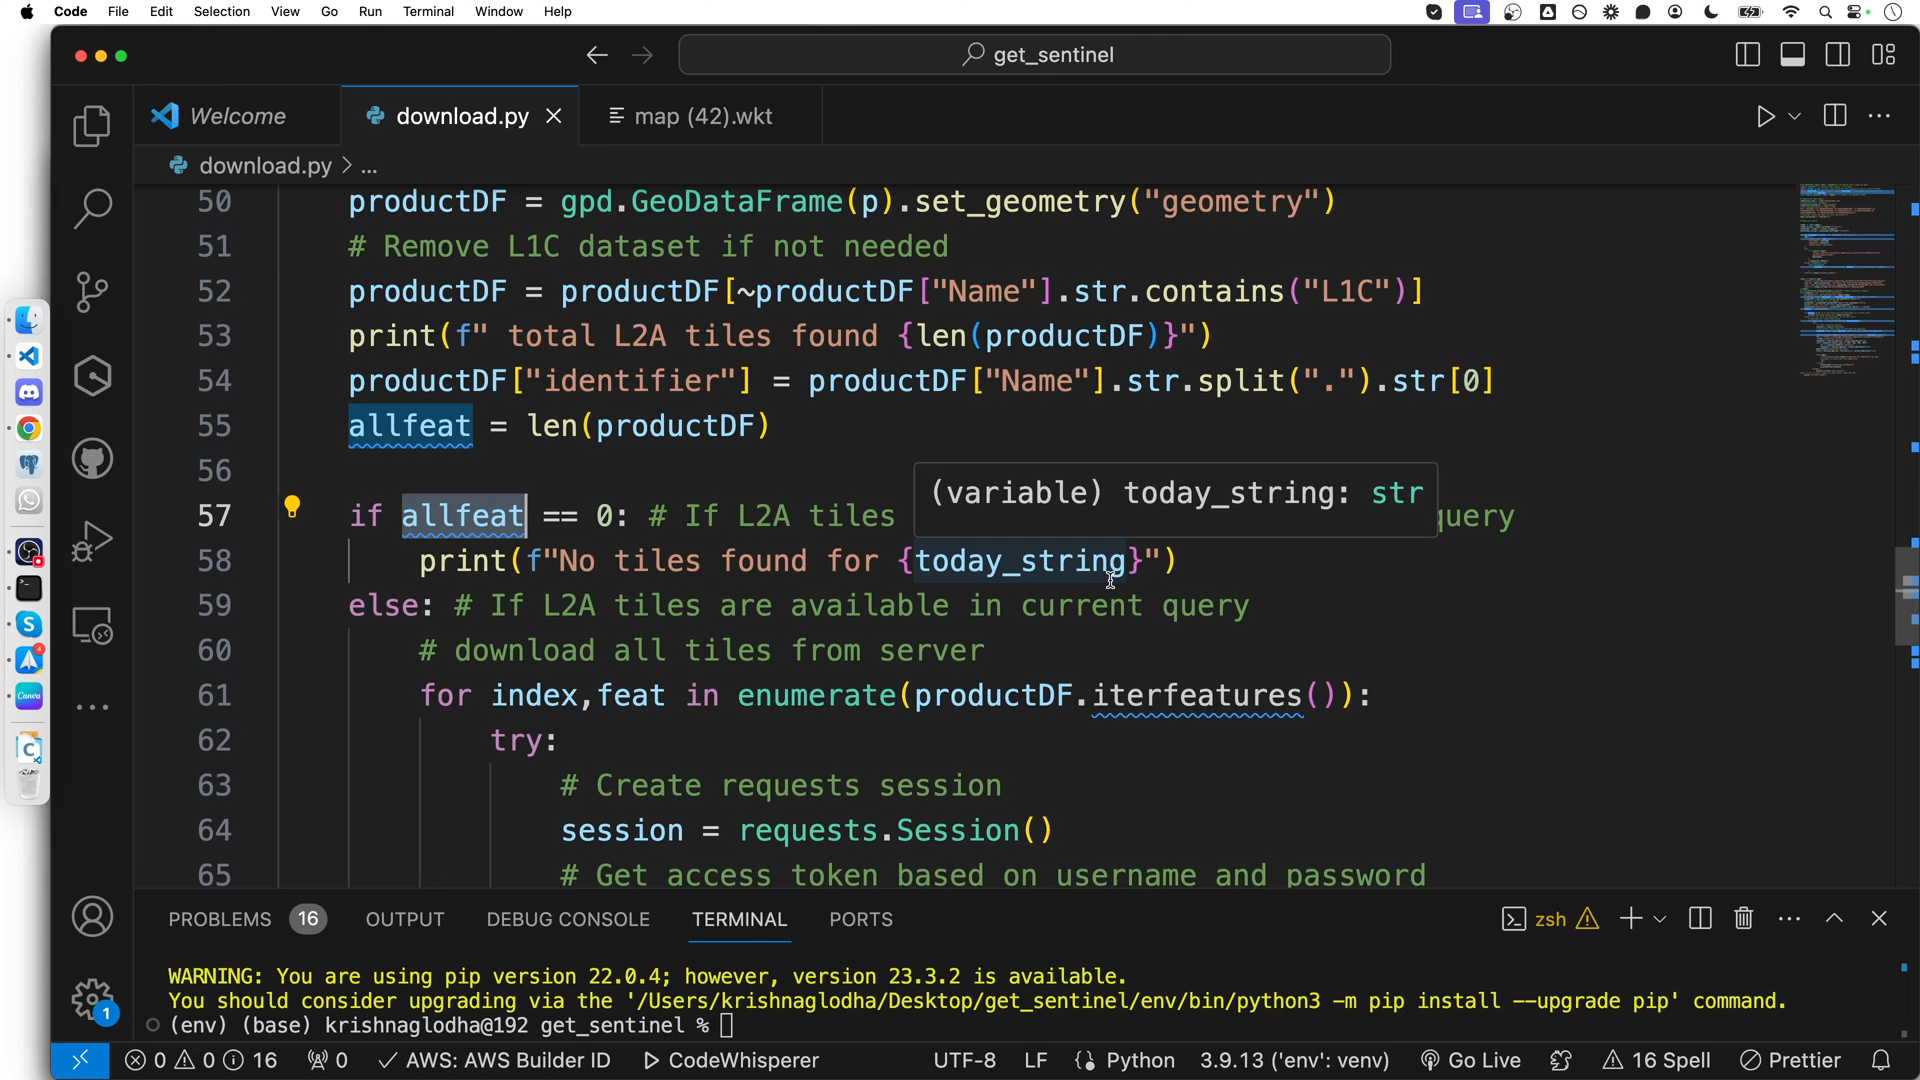 Code File Edit Selection View Go Run Terminal Window Help
get_sentinel
Welcome download.py map (42).wkt
download.py > ...
50 productDF = gpd.GeoDataFrame(p).set_geometry("geometry")
51 # Remove L1C dataset if not needed
52 productDF = productDF[~productDF["Name"].str.contains("L1C")]
53 print(f" total L2A tiles found {len(productDF)}")
54 productDF["identifier"] = productDF["Name"].str.split(".").str[0]
55 allfeat = len(productDF)
56
(variable) today_string: str
57 if allfeat == 0: # If L2A tiles query
58 print(f"No tiles found for {today_string}")
59 else: # If L2A tiles are available in current query
60 # download all tiles from server
61 for index,feat in enumerate(productDF.iterfeatures()):
62 try:
63 # Create requests session
64 session = requests.Session()
65 # Get access token based on username and password
PROBLEMS 16 OUTPUT DEBUG CONSOLE TERMINAL PORTS zsh
WARNING: You are using pip version 22.0.4; however, version 23.3.2 is available.
You should consider upgrading via the '/Users/krishnaglodha/Desktop/get_sentinel/env/bin/python3 -m pip install --upgrade pip' command.
(env) (base) krishnaglodha@192 get_sentinel %
1
0 0 16 0 AWS: AWS Builder ID CodeWhisperer UTF-8 LF Python 3.9.13 ('env': venv) Go Live 16 Spell Prettier